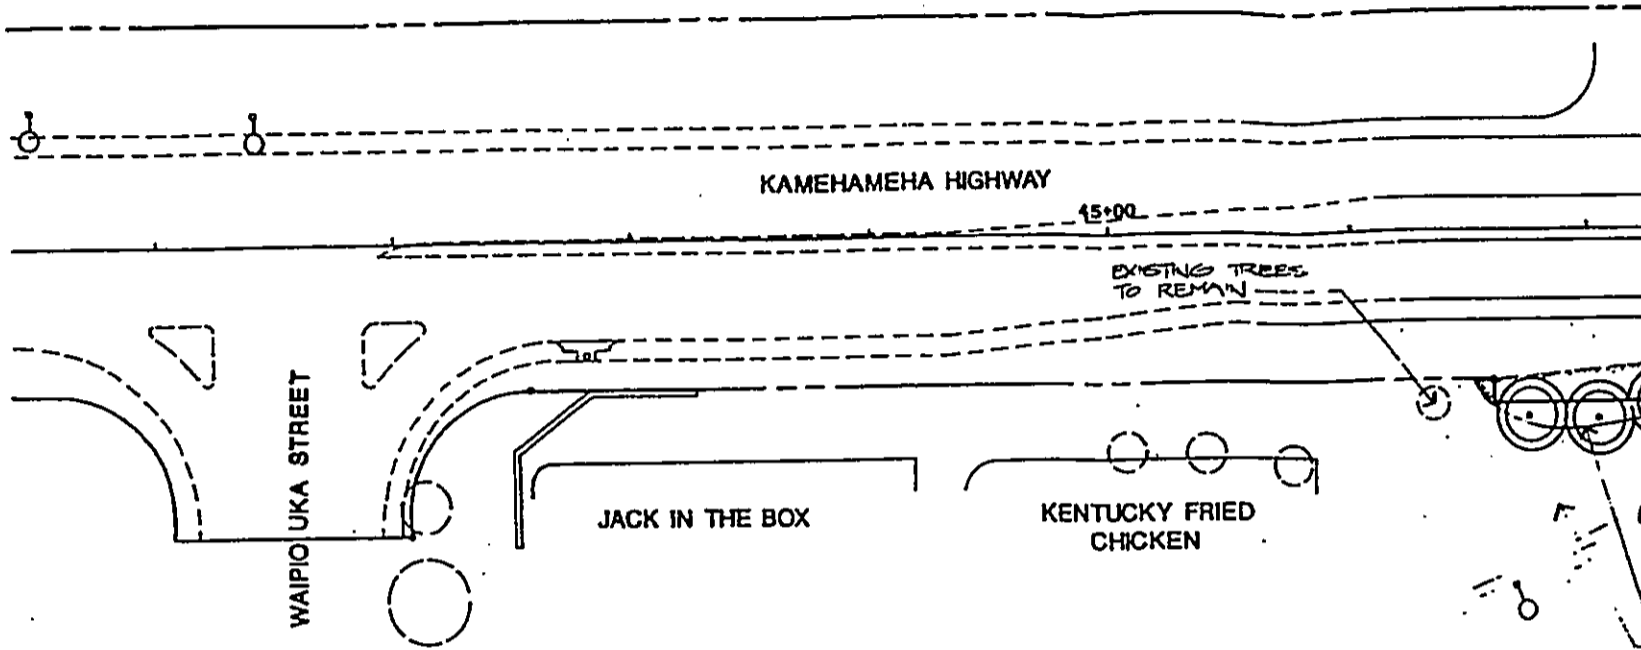 KAMEHAMEHA HIGHWAY
45+00
EXISTING TREES
TO REMAIN
WAIPIO UKA STREET
JACK IN THE BOX
KENTUCKY FRIED
CHICKEN